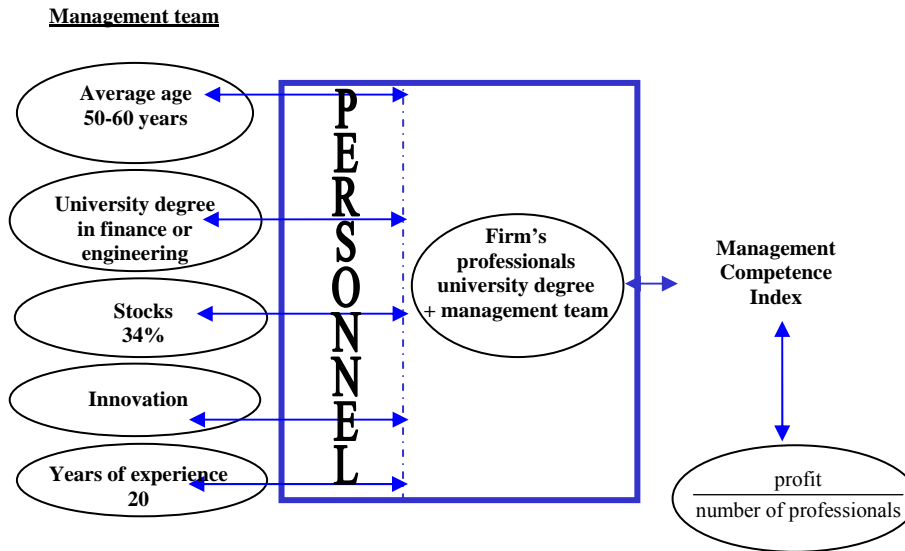 Management team
Average age
50-60 years
University degree
in finance or
engineering
Stocks
34%
Innovation
Years of experience
20
PERSONNEL
Firm's
professionals
university degree
+ management team
Management
Competence
Index
profit
number of professionals